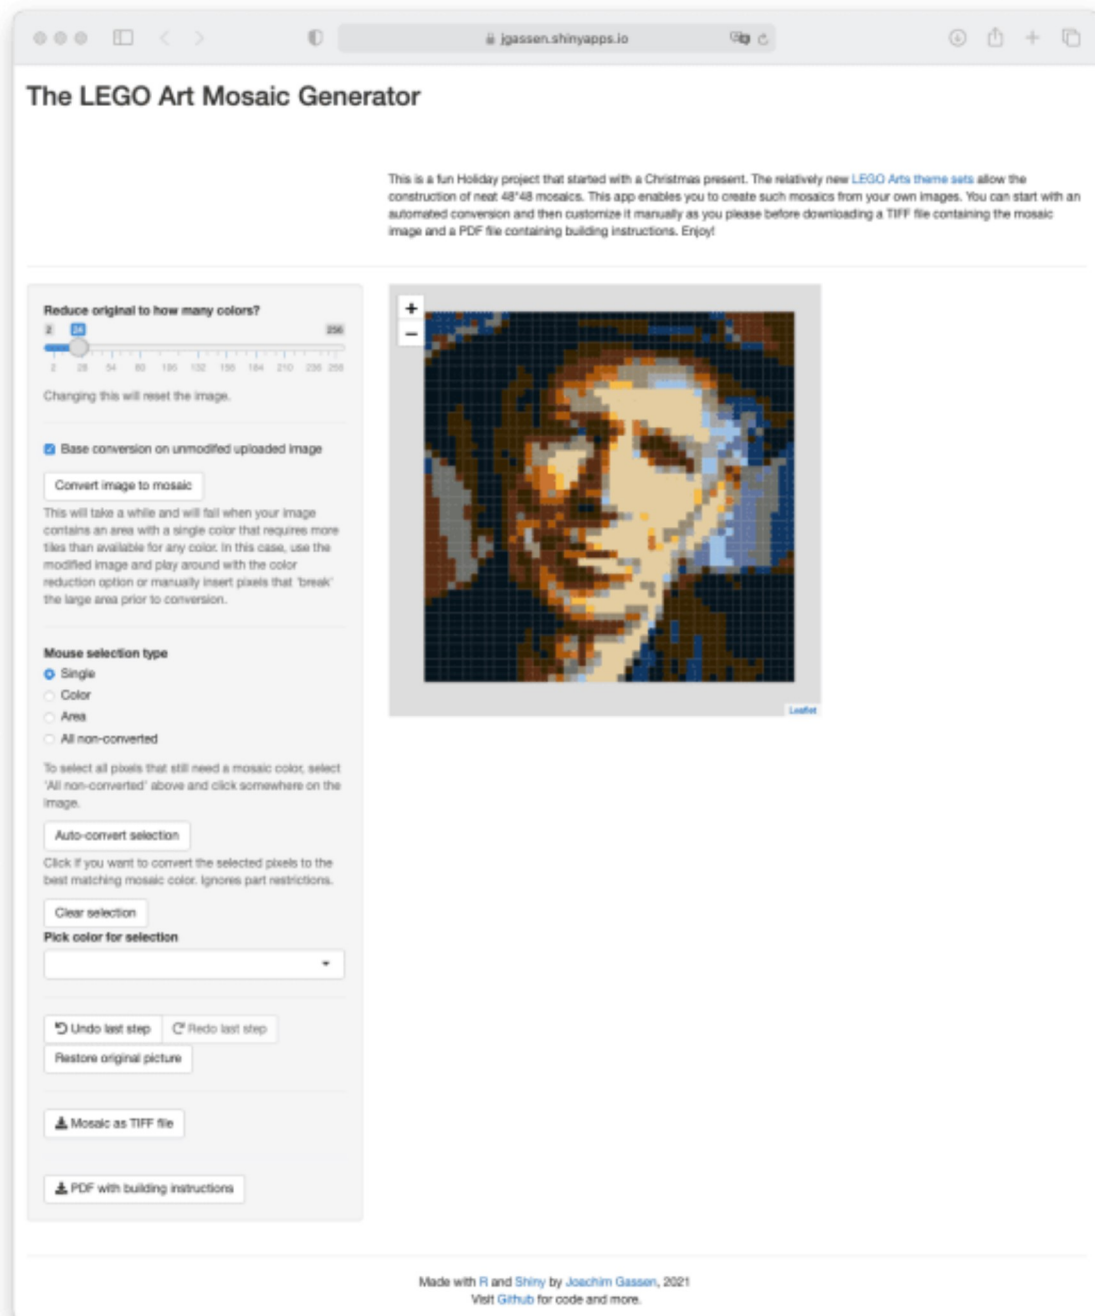 jgassen.shinyapps.io
The LEGO Art Mosaic Generator
This is a fun Holiday project that started with a Christmas present. The relatively new LEGO Arts theme sets allow the
construction of neat 48*48 mosaics. This app enables you to create such mosaics from your own images. You can start with an
automated conversion and then customize it manually as you please before downloading a TIFF file containing the mosaic
image and a PDF file containing building instructions. Enjoy!
Reduce original to how many colors?
2 24 256
2 28 54 80 106 132 158 184 210 236 256
Changing this will reset the image.
Base conversion on unmodifed uploaded image
Convert image to mosaic
This will take a while and will fail when your image
contains an area with a single color that requires more
tiles than available for any color. In this case, use the
modified image and play around with the color
reduction option or manually insert pixels that 'break'
the large area prior to conversion.
Mouse selection type
Single
Color
Area
All non-converted
To select all pixels that still need a mosaic color, select
'All non-converted' above and click somewhere on the
image.
Auto-convert selection
Click if you want to convert the selected pixels to the
best matching mosaic color. Ignores part restrictions.
Clear selection
Pick color for selection
Undo last step Redo last step
Restore original picture
Mosaic as TIFF file
PDF with building instructions
+
−
Leaflet
Made with R and Shiny by Joachim Gassen, 2021
Visit Github for code and more.